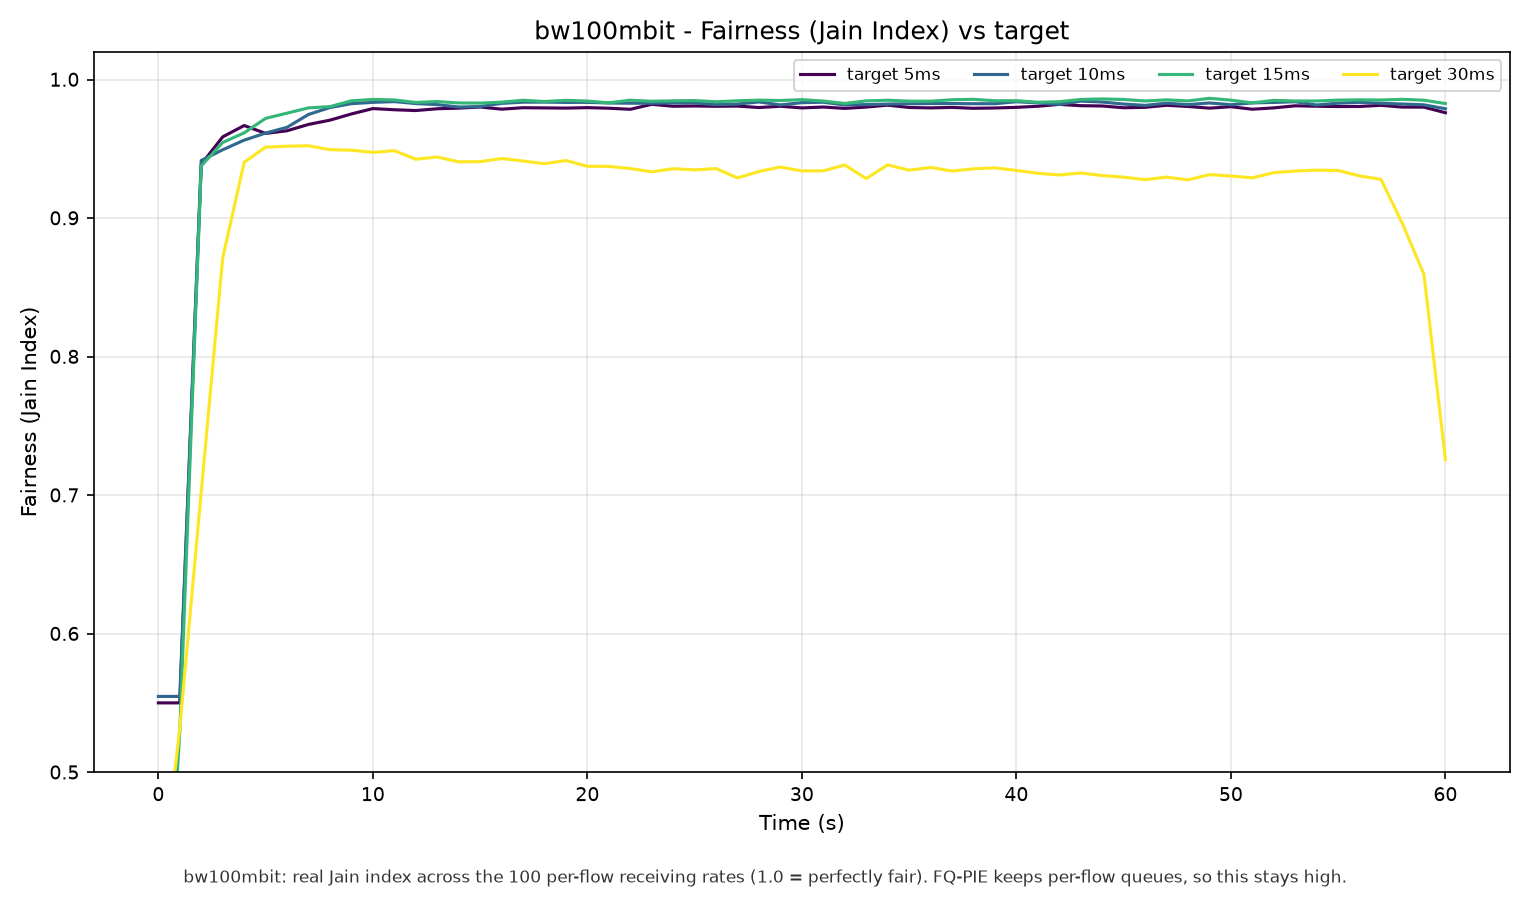 bw100mbit - Fairness (Jain Index) vs target
target 5ms
target 10ms
target 15ms
target 30ms
Fairness (Jain Index)
1.0
0.9
0.8
0.7
0.6
0.5
0
10
20
30
40
50
60
Time (s)
bw100mbit: real Jain index across the 100 per-flow receiving rates (1.0 = perfectly fair). FQ-PIE keeps per-flow queues, so this stays high.